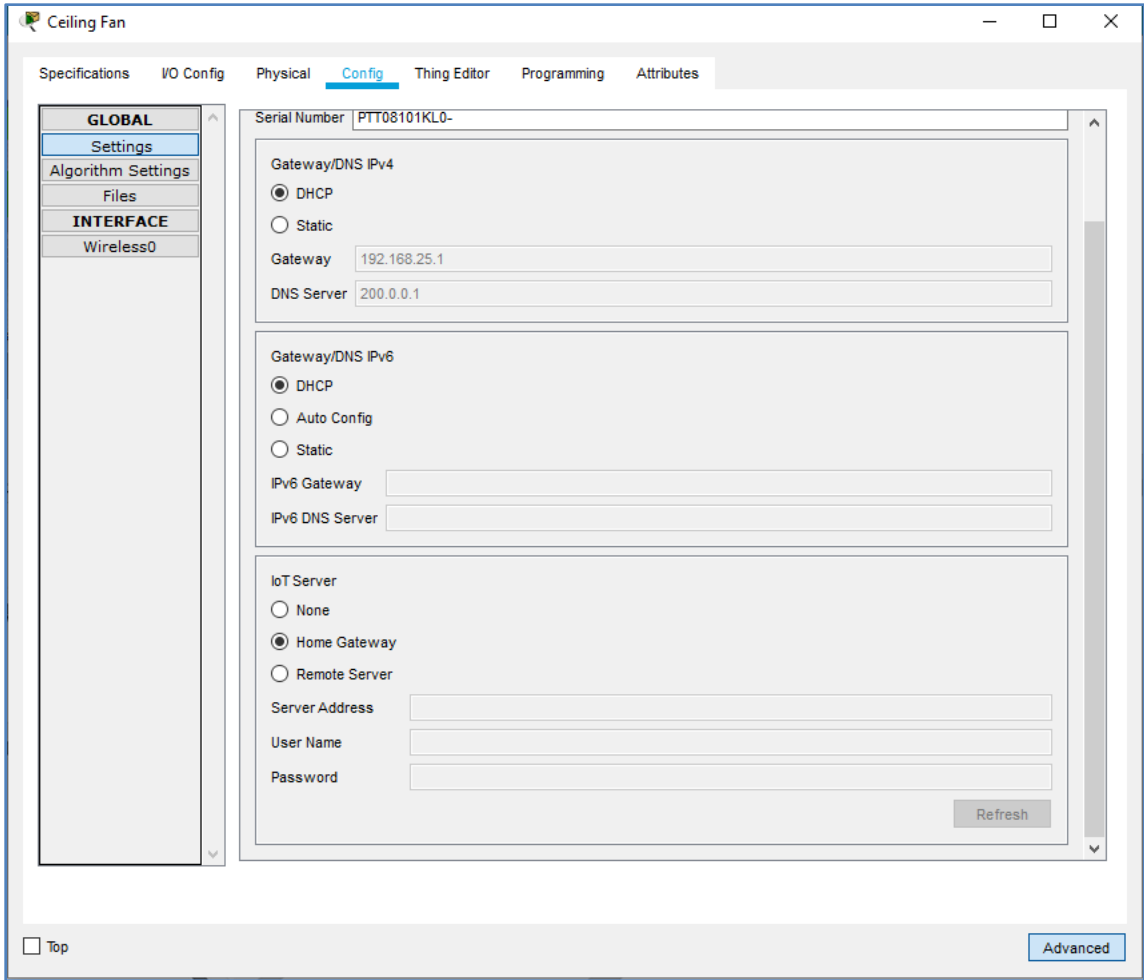 Ceiling Fan
Specifications I/O Config Physical Config Thing Editor Programming Attributes
GLOBAL
Settings
Algorithm Settings
Files
INTERFACE
Wireless0
Serial Number PTT08101KL0-
Gateway/DNS IPv4
DHCP
Static
Gateway 192.168.25.1
DNS Server 200.0.0.1
Gateway/DNS IPv6
DHCP
Auto Config
Static
IPv6 Gateway
IPv6 DNS Server
IoT Server
None
Home Gateway
Remote Server
Server Address
User Name
Password
Refresh
Top
Advanced